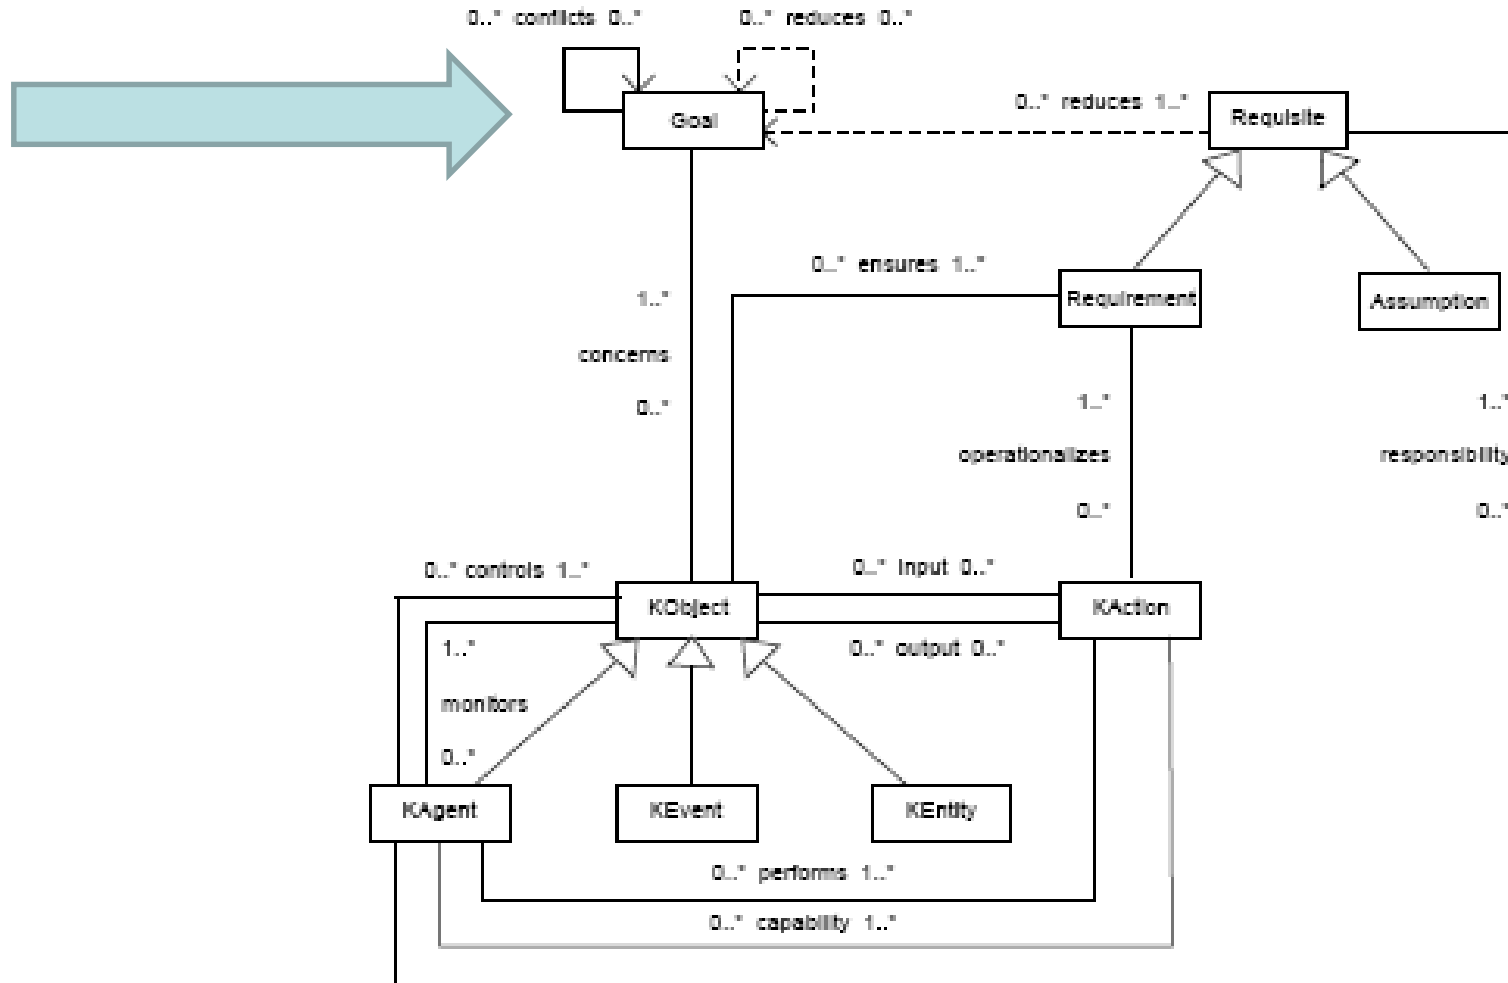 0..* conflicts 0..*
0..* reduces 0..*
Goal
0..* reduces 1..*
Requisite
0..* ensures 1..*
Requirement
Assumption
1..*
concerns
0..*
1..*
operationalizes
0..*
1..*
responsibility
0..*
0..* controls 1..*
KObject
0..* input 0..*
KAction
0..* output 0..*
1..*
monitors
0..*
KAgent
KEvent
KEntity
0..* performs 1..*
0..* capability 1..*